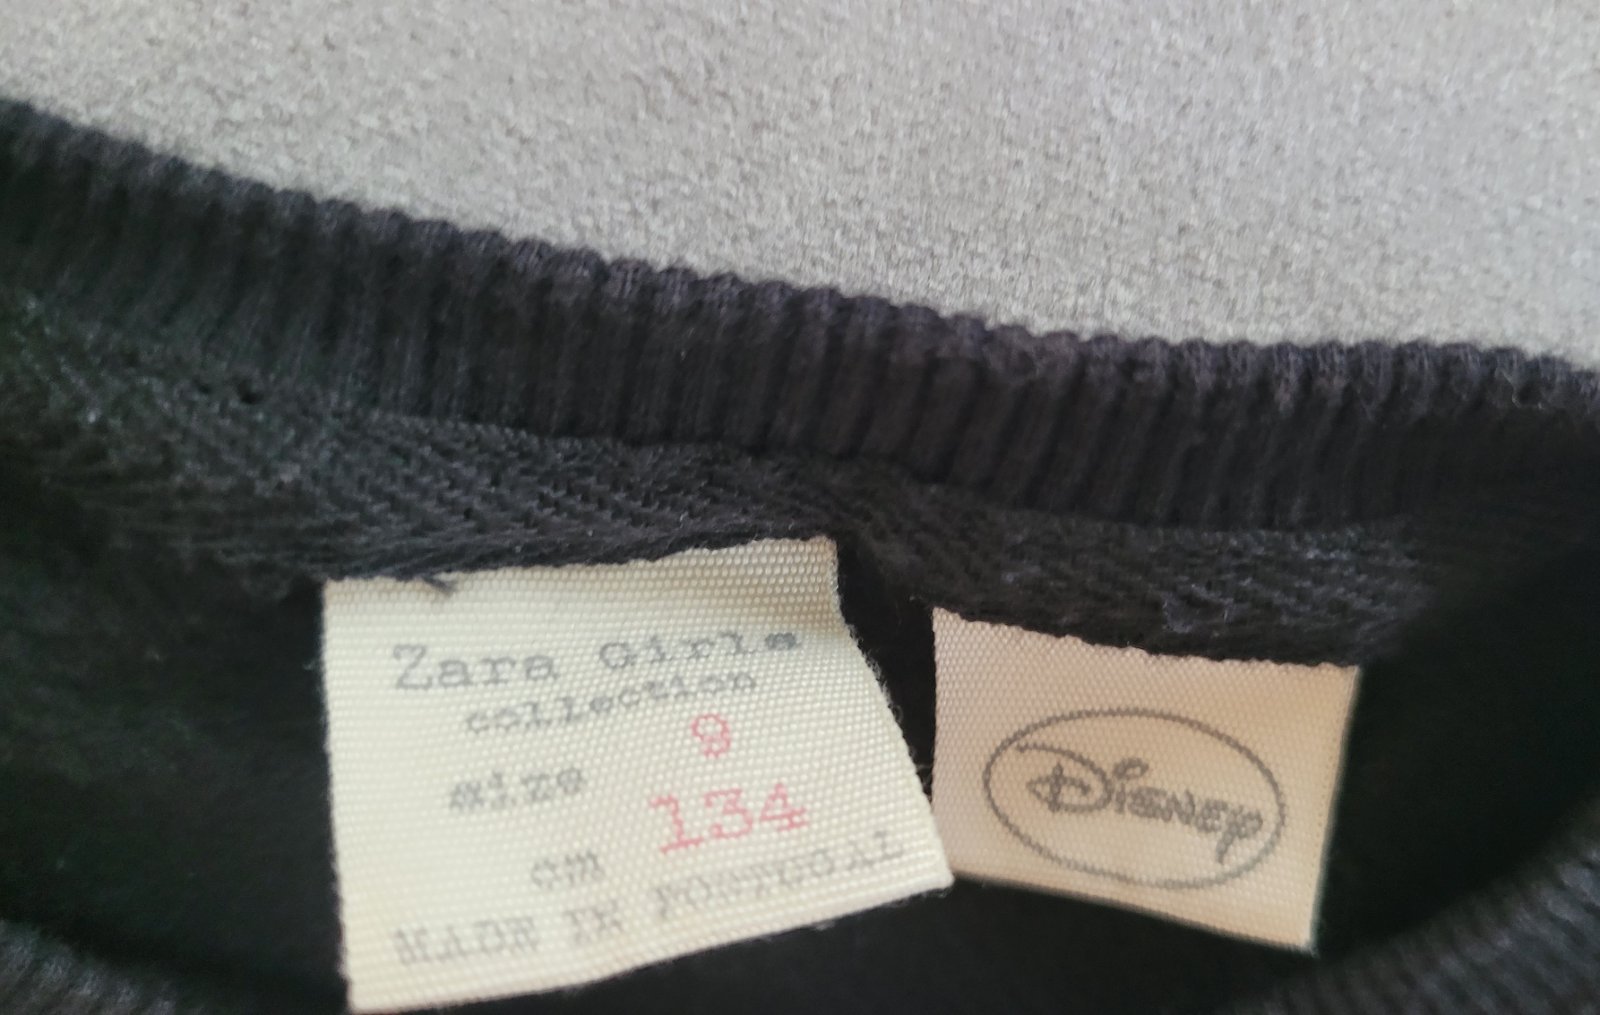 Zara Girls
collection
size 9
cm 134
MADE IN PORTUGAL
Disney